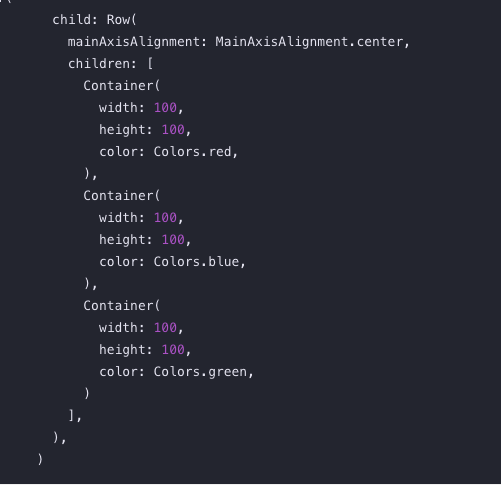 child: Row(
mainAxisAlignment: MainAxisAlignment.center,
children: [
Container(
width: 100,
height: 100,
color: Colors.red,
),
Container(
width: 100,
height: 100,
color: Colors.blue,
),
Container(
width: 100,
height: 100,
color: Colors.green,
)
],
),
)